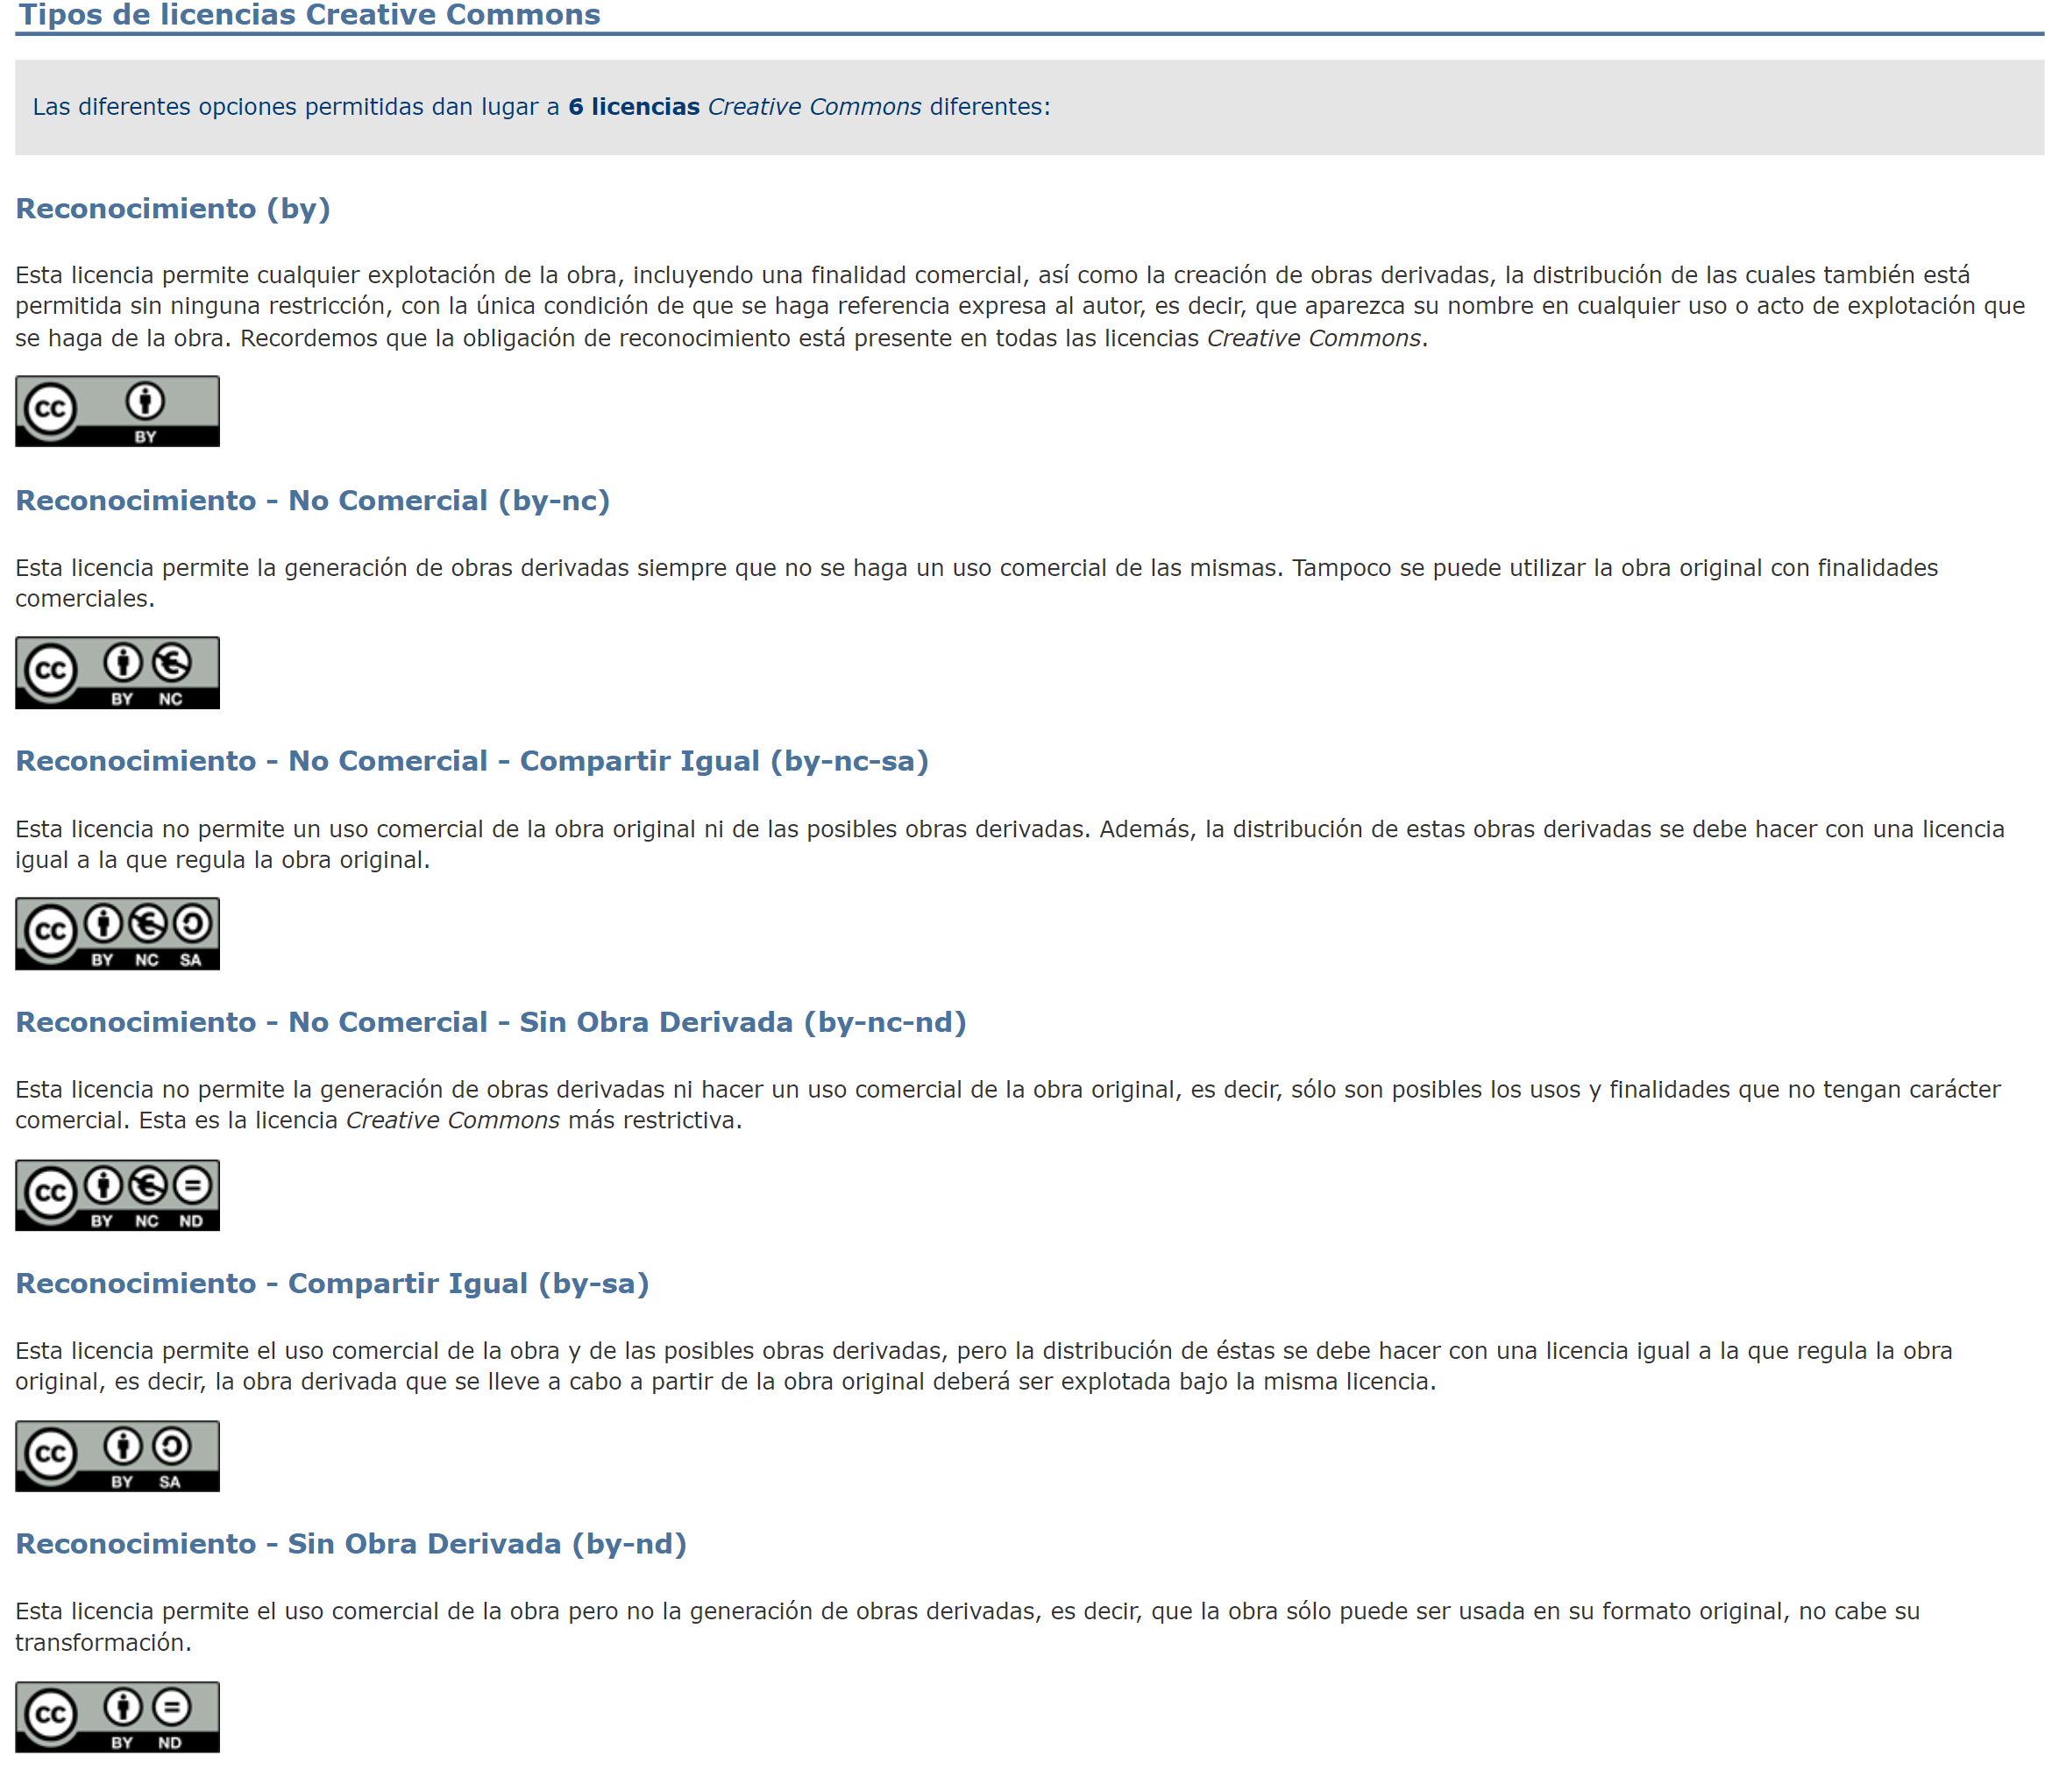 Tipos de licencias Creative Commons
Las diferentes opciones permitidas dan lugar a 6 licencias Creative Commons diferentes:
Reconocimiento (by)
Esta licencia permite cualquier explotación de la obra, incluyendo una finalidad comercial, así como la creación de obras derivadas, la distribución de las cuales también está
permitida sin ninguna restricción, con la única condición de que se haga referencia expresa al autor, es decir, que aparezca su nombre en cualquier uso o acto de explotación que
se haga de la obra. Recordemos que la obligación de reconocimiento está presente en todas las licencias Creative Commons.
CC
BY
Reconocimiento - No Comercial (by-nc)
Esta licencia permite la generación de obras derivadas siempre que no se haga un uso comercial de las mismas. Tampoco se puede utilizar la obra original con finalidades
comerciales.
CC €
BY NC
Reconocimiento - No Comercial - Compartir Igual (by-nc-sa)
Esta licencia no permite un uso comercial de la obra original ni de las posibles obras derivadas. Además, la distribución de estas obras derivadas se debe hacer con una licencia
igual a la que regula la obra original.
CC €
BY NC SA
Reconocimiento - No Comercial - Sin Obra Derivada (by-nc-nd)
Esta licencia no permite la generación de obras derivadas ni hacer un uso comercial de la obra original, es decir, sólo son posibles los usos y finalidades que no tengan carácter
comercial. Esta es la licencia Creative Commons más restrictiva.
CC € =
BY NC ND
Reconocimiento - Compartir Igual (by-sa)
Esta licencia permite el uso comercial de la obra y de las posibles obras derivadas, pero la distribución de éstas se debe hacer con una licencia igual a la que regula la obra
original, es decir, la obra derivada que se lleve a cabo a partir de la obra original deberá ser explotada bajo la misma licencia.
CC
BY SA
Reconocimiento - Sin Obra Derivada (by-nd)
Esta licencia permite el uso comercial de la obra pero no la generación de obras derivadas, es decir, que la obra sólo puede ser usada en su formato original, no cabe su
transformación.
CC =
BY ND